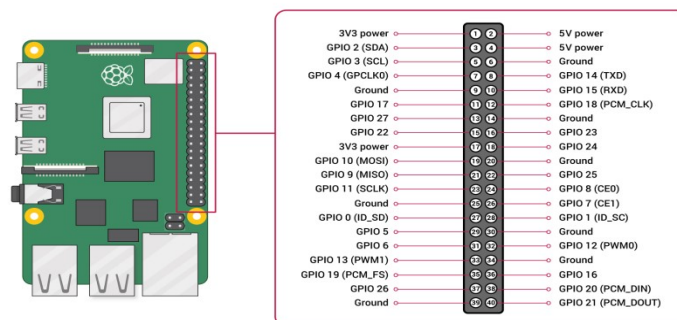 3V3 power 1 2 5V power
GPIO 2 (SDA) 3 4 5V power
GPIO 3 (SCL) 5 6 Ground
GPIO 4 (GPCLK0) 7 8 GPIO 14 (TXD)
Ground 9 10 GPIO 15 (RXD)
GPIO 17 11 12 GPIO 18 (PCM_CLK)
GPIO 27 13 14 Ground
GPIO 22 15 16 GPIO 23
3V3 power 17 18 GPIO 24
GPIO 10 (MOSI) 19 20 Ground
GPIO 9 (MISO) 21 22 GPIO 25
GPIO 11 (SCLK) 23 24 GPIO 8 (CE0)
Ground 25 26 GPIO 7 (CE1)
GPIO 0 (ID_SD) 27 28 GPIO 1 (ID_SC)
GPIO 5 29 30 Ground
GPIO 6 31 32 GPIO 12 (PWM0)
GPIO 13 (PWM1) 33 34 Ground
GPIO 19 (PCM_FS) 35 36 GPIO 16
GPIO 26 37 38 GPIO 20 (PCM_DIN)
Ground 39 40 GPIO 21 (PCM_DOUT)